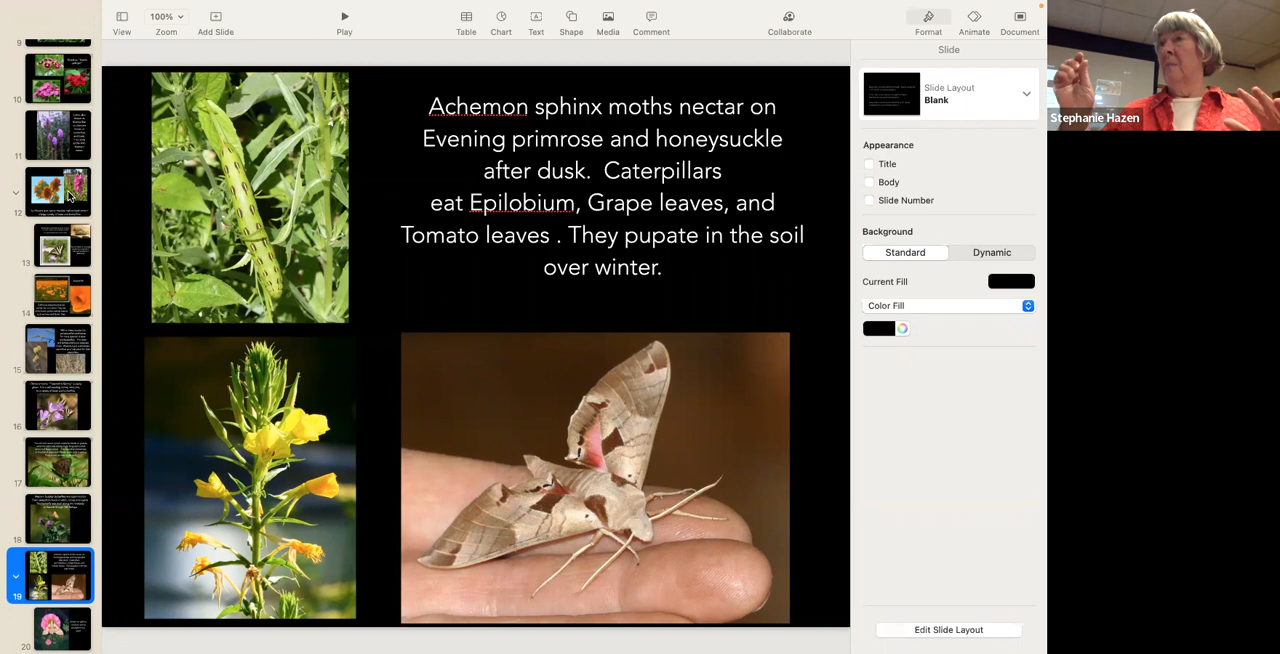 100%
View
Zoom
Add Slide
Play
Table
Chart
Text
Shape
Media
Comment
Collaborate
Format
Animate
Document
9
10
11
12
13
14
15
16
17
18
19
20
Achemon sphinx moths nectar on
Evening primrose and honeysuckle
after dusk. Caterpillars
eat Epilobium, Grape leaves, and
Tomato leaves . They pupate in the soil
over winter.
Slide
Slide Layout
Blank
Appearance
Title
Body
Slide Number
Background
Standard
Dynamic
Current Fill
Color Fill
Edit Slide Layout
Stephanie Hazen